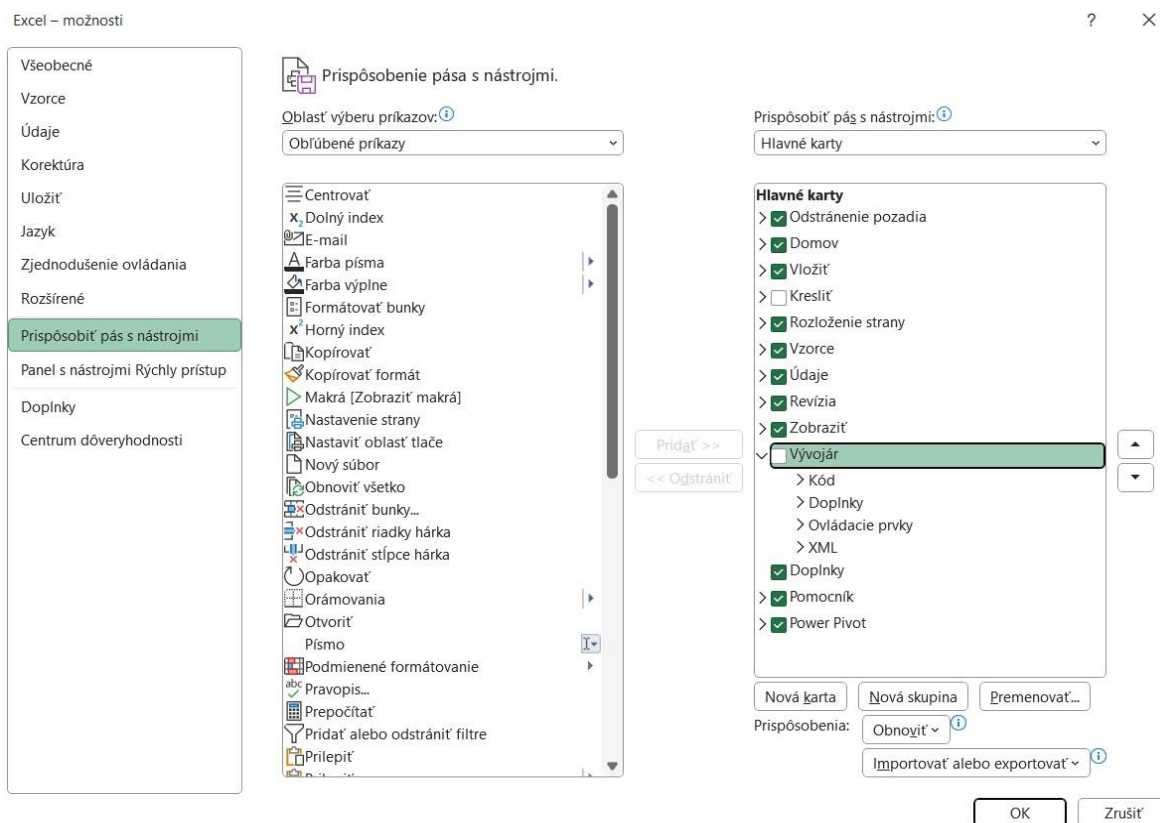 Excel – možnosti
?
Všeobecné
Vzorce
Údaje
Korektúra
Uložiť
Jazyk
Zjednodušenie ovládania
Rozšírené
Prispôsobiť pás s nástrojmi
Panel s nástrojmi Rýchly prístup
Doplnky
Centrum dôveryhodnosti
Prispôsobenie pása s nástrojmi.
Oblasť výberu príkazov:
Obľúbené príkazy
Centrovať
Dolný index
E-mail
Farba písma
Farba výplne
Formátovať bunky
Horný index
Kopírovať
Kopírovať formát
Makrá [Zobraziť makrá]
Nastavenie strany
Nastaviť oblasť tlače
Nový súbor
Obnoviť všetko
Odstrániť bunky...
Odstrániť riadky hárka
Odstrániť stĺpce hárka
Opakovať
Orámovania
Otvoriť
Písmo
Podmienené formátovanie
Pravopis...
Prepočítať
Pridať alebo odstrániť filtre
Prilepiť
Pridať >>
<< Odstrániť
Prispôsobiť pás s nástrojmi:
Hlavné karty
Hlavné karty
Odstránenie pozadia
Domov
Vložiť
Kresliť
Rozloženie strany
Vzorce
Údaje
Revízia
Zobraziť
Vývojár
Kód
Doplnky
Ovládacie prvky
XML
Doplnky
Pomocník
Power Pivot
Nová karta Nová skupina Premenovať...
Prispôsobenia: Obnoviť
Importovať alebo exportovať
OK Zrušiť